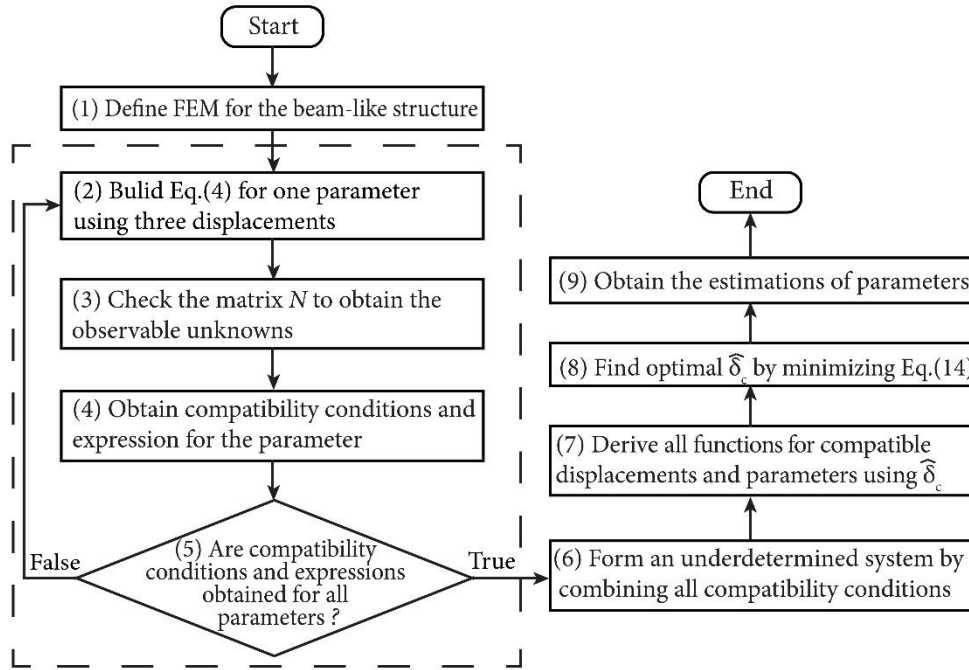 Start
(1) Define FEM for the beam-like structure
(2) Bulid Eq.(4) for one parameter
using three displacements
(3) Check the matrix N to obtain the
observable unknowns
(4) Obtain compatibility conditions and
expression for the parameter
(5) Are compatibility
conditions and expressions
obtained for all
parameters ?
False
True
(6) Form an underdetermined system by
combining all compatibility conditions
(7) Derive all functions for compatible
displacements and parameters using δ̂c
(8) Find optimal δ̂c by minimizing Eq.(14)
(9) Obtain the estimations of parameters
End